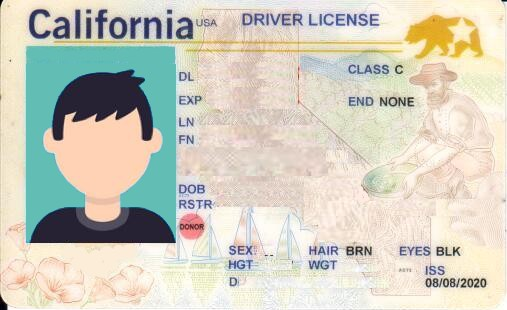 California USA DRIVER LICENSE
DL CLASS C
EXP END NONE
LN
FN
DOB
RSTR
DONOR
SEX -- HAIR BRN EYES BLK
HGT WGT ISS
D 08/08/2020